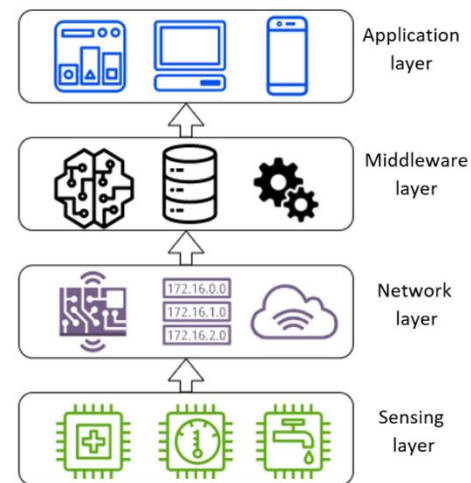 Application
layer
Middleware
layer
172.16.0.0
172.16.1.0
172.16.2.0
Network
layer
Sensing
layer